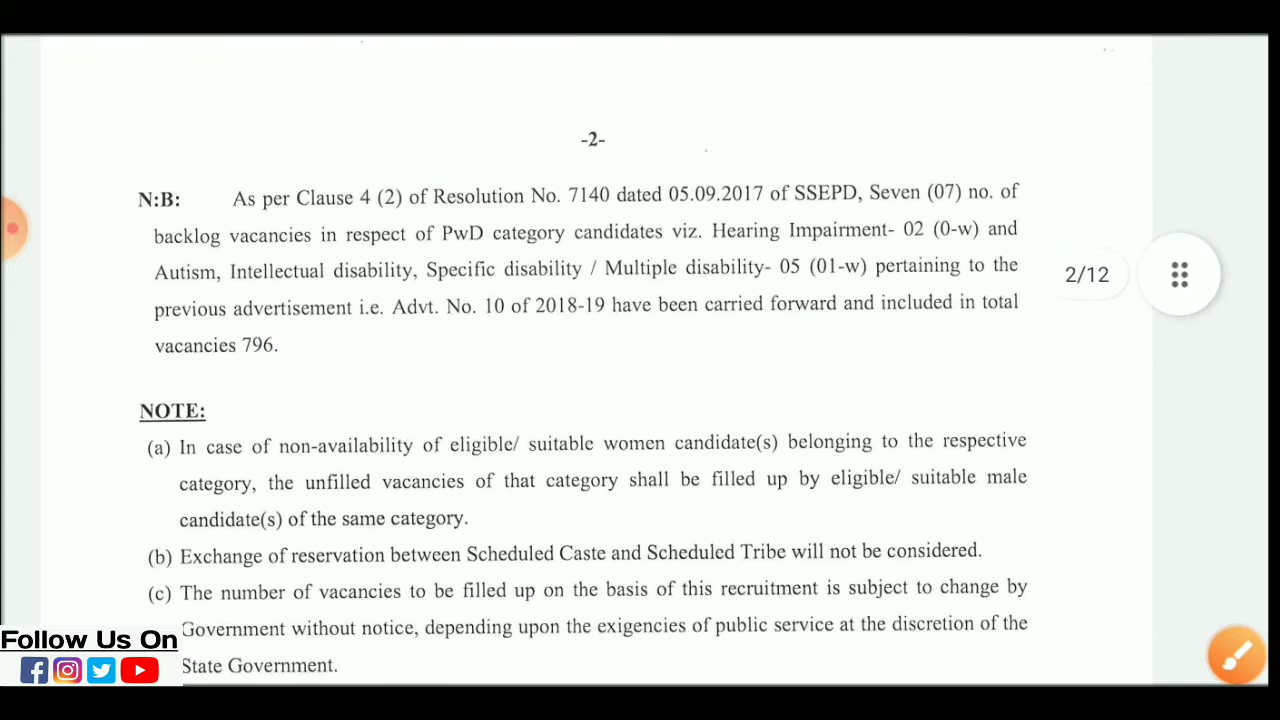 -2-
N:B: As per Clause 4 (2) of Resolution No. 7140 dated 05.09.2017 of SSEPD, Seven (07) no. of
backlog vacancies in respect of PwD category candidates viz. Hearing Impairment- 02 (0-w) and
Autism, Intellectual disability, Specific disability / Multiple disability- 05 (01-w) pertaining to the
previous advertisement i.e. Advt. No. 10 of 2018-19 have been carried forward and included in total
vacancies 796.
2/12
NOTE:
(a) In case of non-availability of eligible/ suitable women candidate(s) belonging to the respective
category, the unfilled vacancies of that category shall be filled up by eligible/ suitable male
candidate(s) of the same category.
(b) Exchange of reservation between Scheduled Caste and Scheduled Tribe will not be considered.
(c) The number of vacancies to be filled up on the basis of this recruitment is subject to change by
Government without notice, depending upon the exigencies of public service at the discretion of the
State Government.
Follow Us On